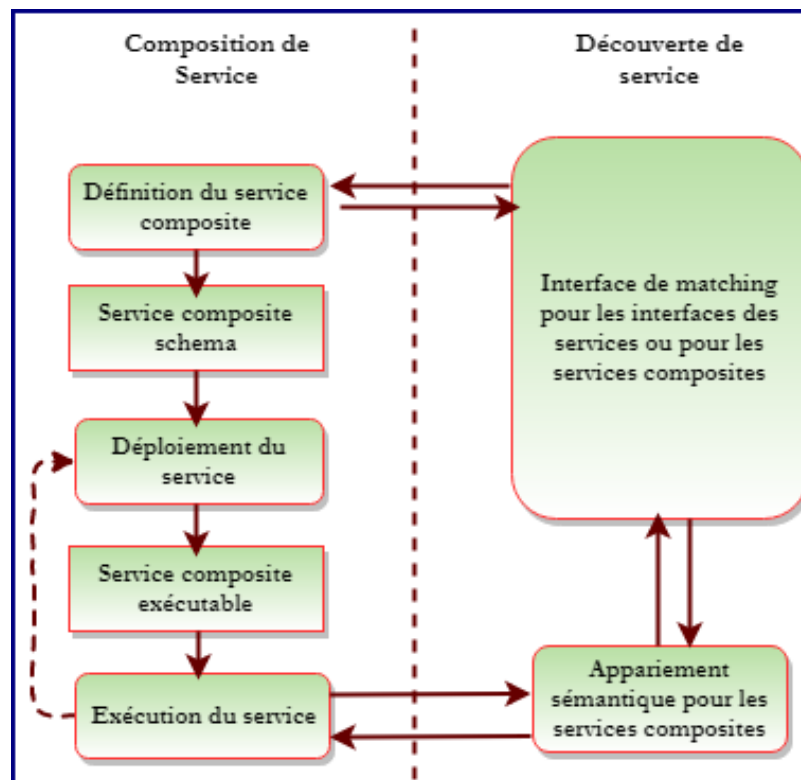 Composition de
Service
Découverte de
service
Définition du service
composite
Service composite
schema
Déploiement du
service
Service composite
exécutable
Exécution du service
Interface de matching
pour les interfaces des
services ou pour les
services composites
Appariement
sémantique pour les
services composites